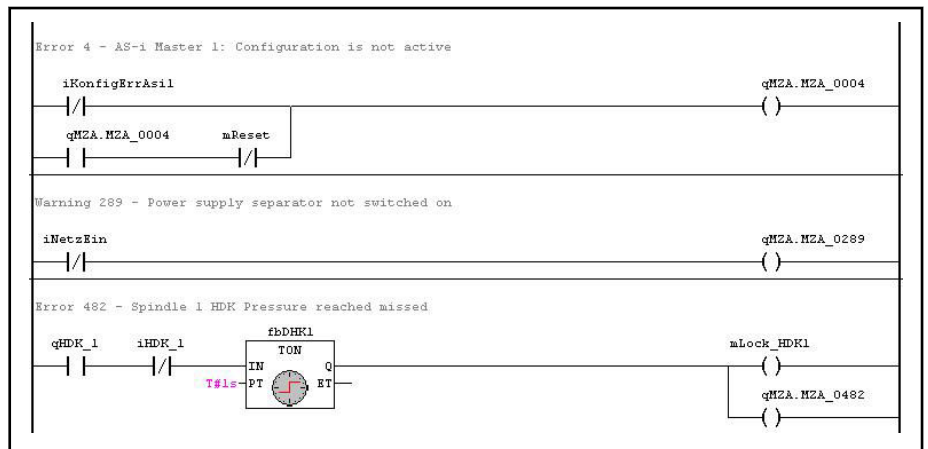 Error 4 - AS-i Master 1: Configuration is not active
iKonfigErrAsi1 qMZA.MZA_0004
qMZA.MZA_0004 mReset
Warning 289 - Power supply separator not switched on
iNetzEin qMZA.MZA_0289
Error 482 - Spindle 1 HDK Pressure reached missed
fbDHK1
qHDK_1 iHDK_1 TON mLock_HDK1
IN Q
T#1s PT ET
qMZA.MZA_0482